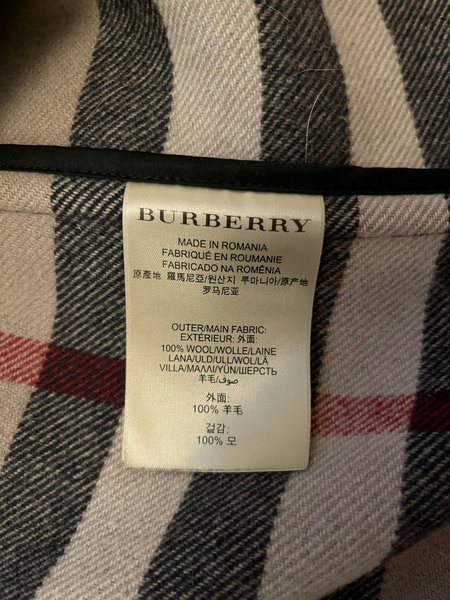 BURBERRY
MADE IN ROMANIA
FABRIQUÉ EN ROUMANIE
FABRICADO NA ROMÉNIA
原產地 羅馬尼亞/원산지 루마니아/原产地
罗马尼亚
OUTER/MAIN FABRIC:
EXTÉRIEUR: 外面:
100% WOOL/WOLLE/LAINE
LANA/ULD/ULL/WOL/LÃ
VILLA/ΜΑΛΛΙ/YÜN/ШЕРСТЬ
羊毛/صوف
外面:
100% 羊毛
겉감:
100% 모